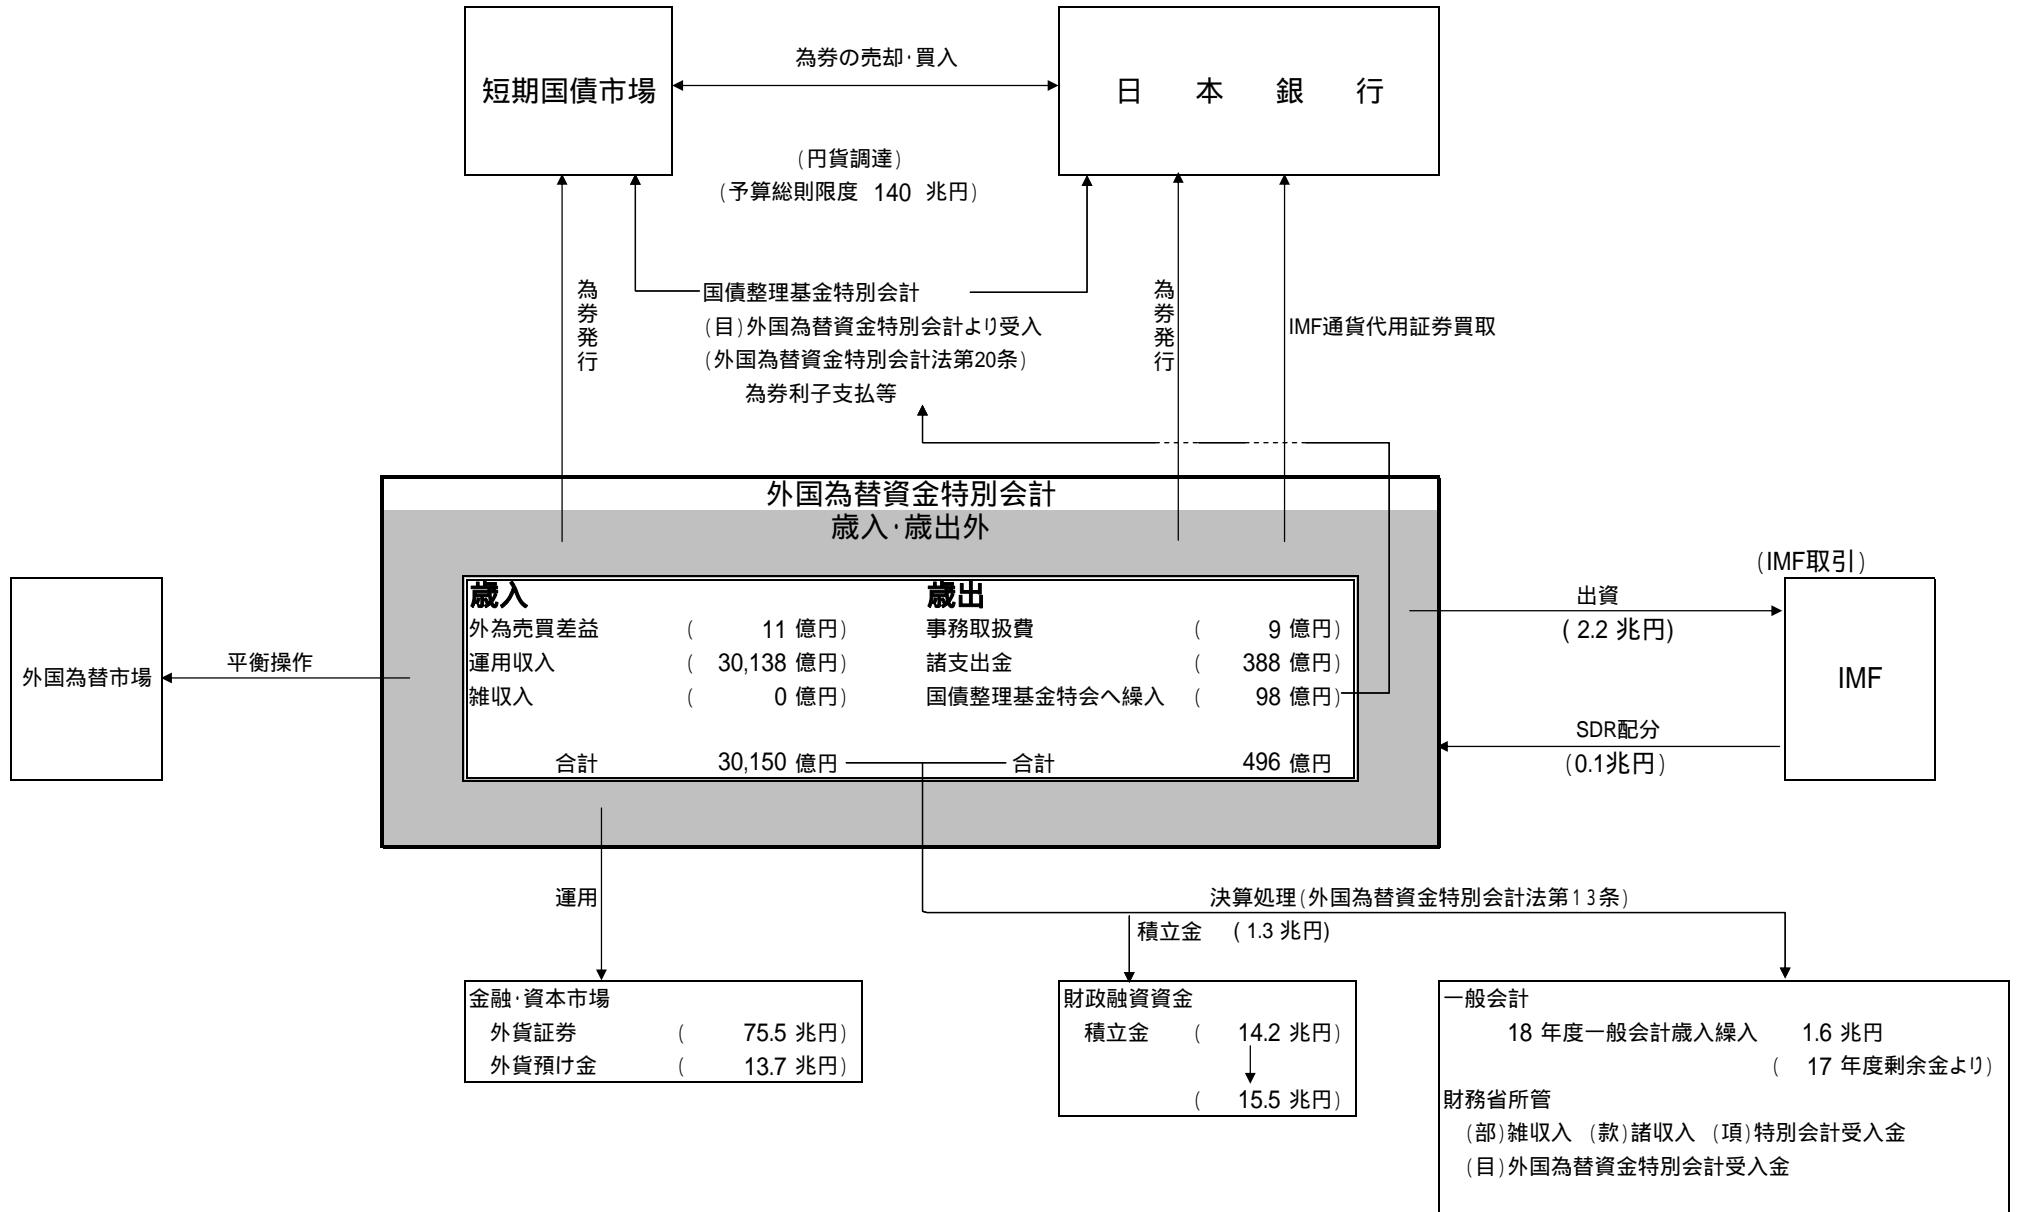 為券の売却・買入
短期国債市場
日 本 銀 行
(円貨調達)
(予算総則限度 140 兆円)
為券発行
国債整理基金特別会計
(目)外国為替資金特別会計より受入
(外国為替資金特別会計法第20条)
為券利子支払等
為券発行
IMF通貨代用証券買取
外国為替資金特別会計
歳入・歳出外
歳入 歳出
外為売買差益 ( 11 億円) 事務取扱費 ( 9 億円)
運用収入 ( 30,138 億円) 諸支出金 ( 388 億円)
雑収入 ( 0 億円) 国債整理基金特会へ繰入 ( 98 億円)
合計 30,150 億円 合計 496 億円
外国為替市場
平衡操作
(IMF取引)
出資
( 2.2 兆円)
IMF
SDR配分
(0.1兆円)
運用
決算処理(外国為替資金特別会計法第13条)
積立金 ( 1.3 兆円)
金融・資本市場
外貨証券 ( 75.5 兆円)
外貨預け金 ( 13.7 兆円)
財政融資資金
積立金 ( 14.2 兆円)
( 15.5 兆円)
一般会計
18 年度一般会計歳入繰入 1.6 兆円
( 17 年度剰余金より)
財務省所管
(部)雑収入 (款)諸収入 (項)特別会計受入金
(目)外国為替資金特別会計受入金